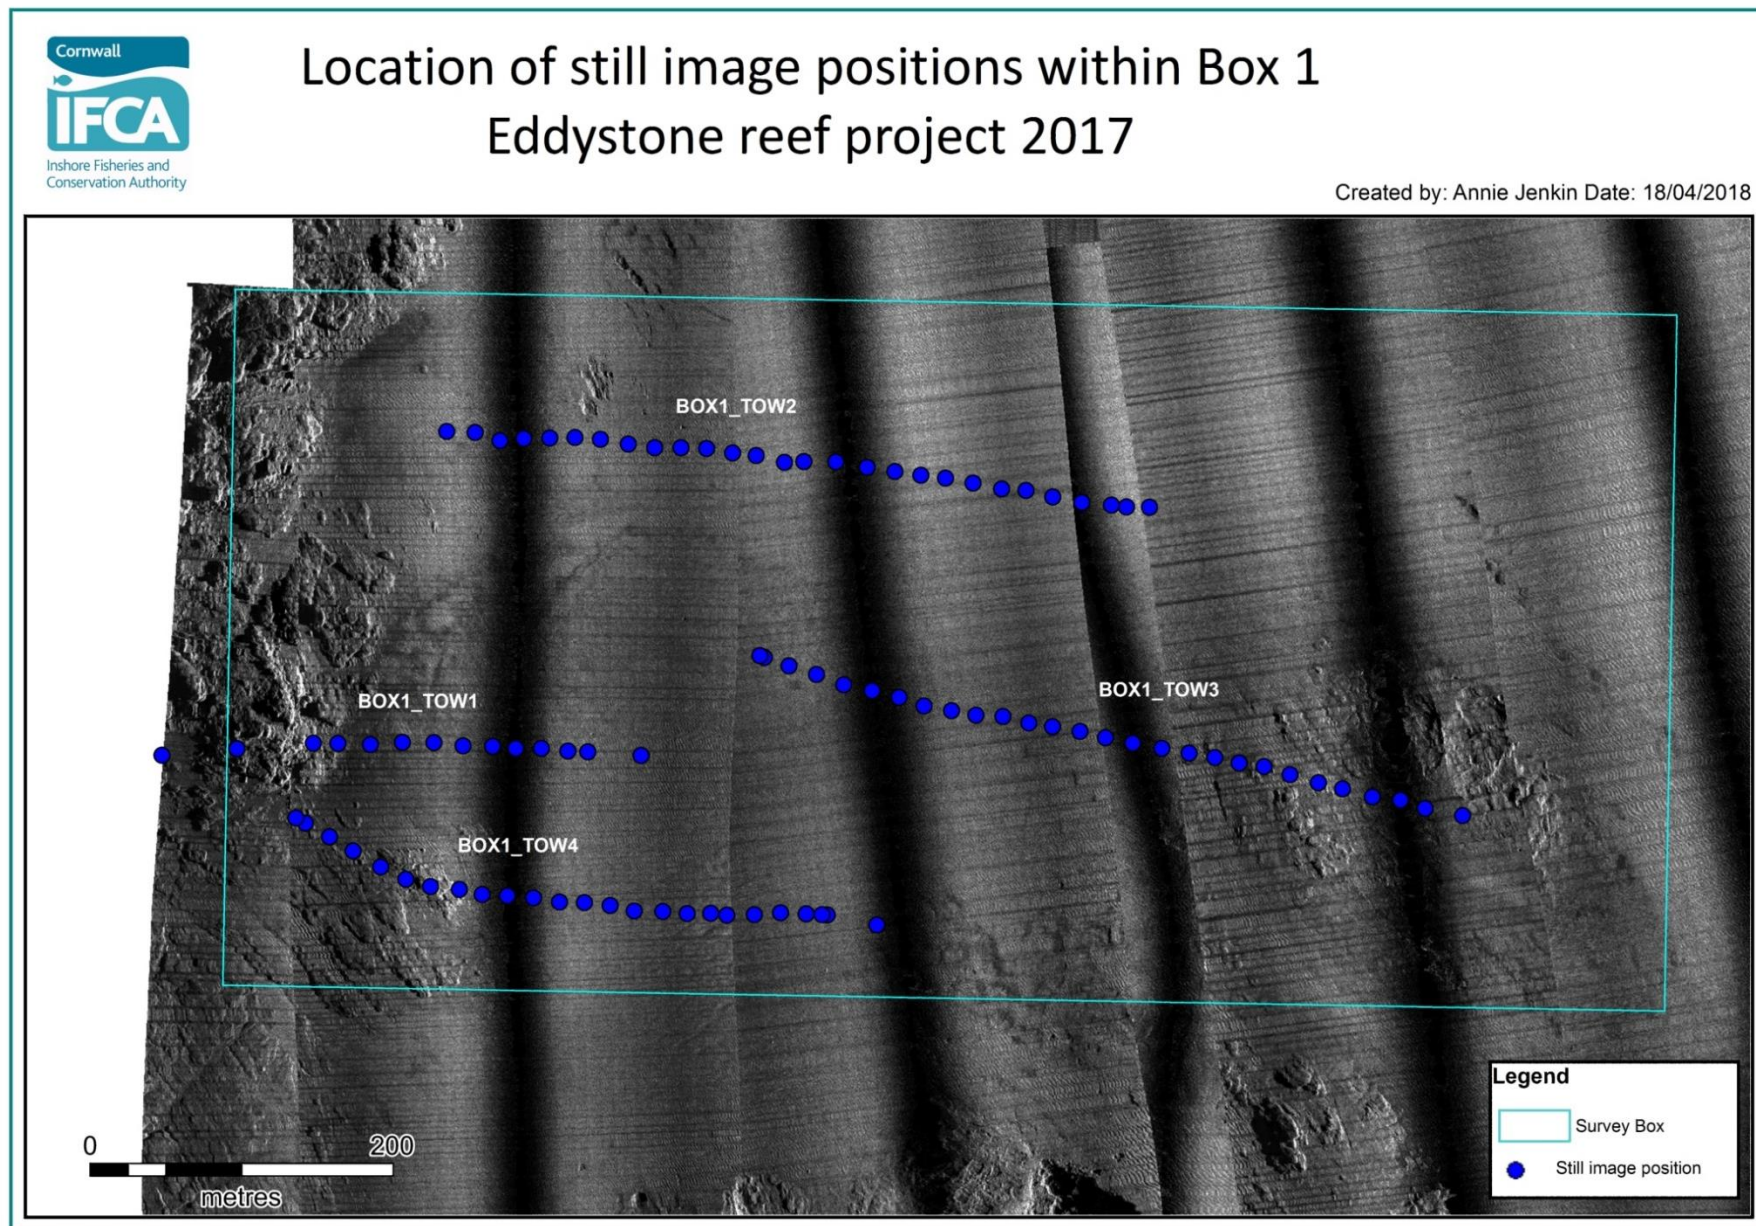 Cornwall
IFCA
Inshore Fisheries and
Conservation Authority
Location of still image positions within Box 1
Eddystone reef project 2017
Created by: Annie Jenkin Date: 18/04/2018
BOX1_TOW2
BOX1_TOW3
BOX1_TOW1
BOX1_TOW4
0 200
metres
Legend
Survey Box
Still image position